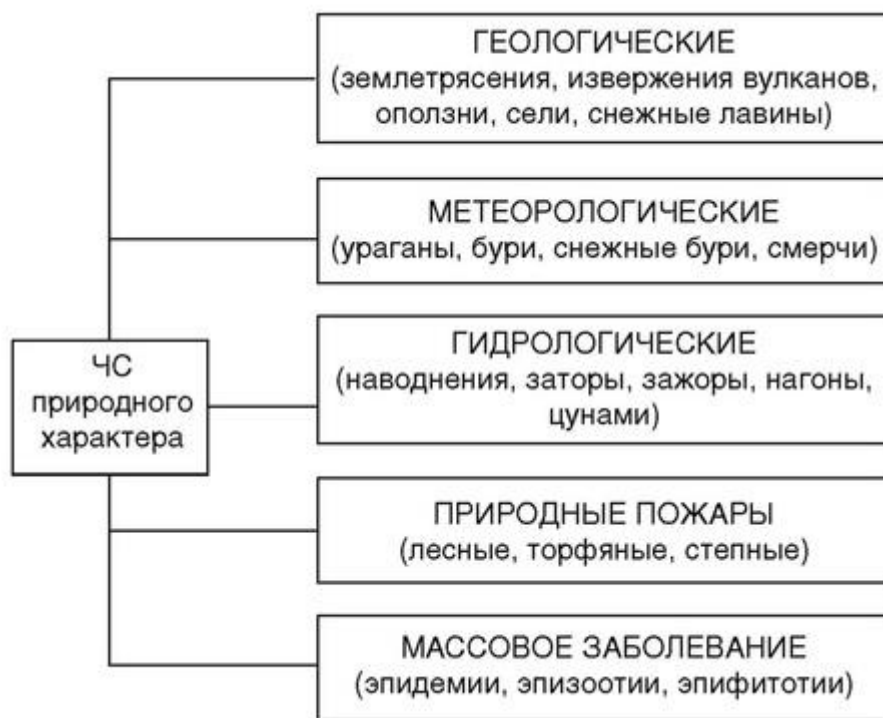 ГЕОЛОГИЧЕСКИЕ
(землетрясения, извержения вулканов,
оползни, сели, снежные лавины)
МЕТЕОРОЛОГИЧЕСКИЕ
(ураганы, бури, снежные бури, смерчи)
ЧС
природного
характера
ГИДРОЛОГИЧЕСКИЕ
(наводнения, заторы, зажоры, нагоны,
цунами)
ПРИРОДНЫЕ ПОЖАРЫ
(лесные, торфяные, степные)
МАССОВОЕ ЗАБОЛЕВАНИЕ
(эпидемии, эпизоотии, эпифитотии)